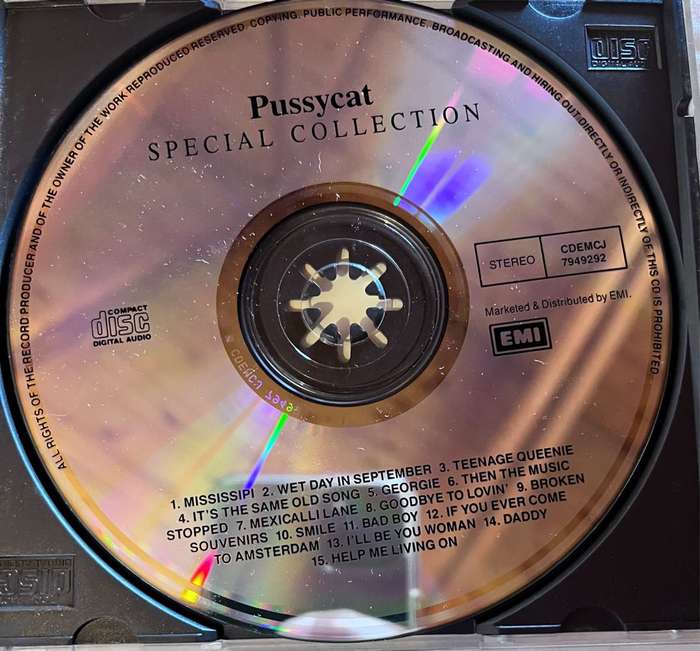 ALL RIGHTS OF THE RECORD PRODUCER AND OF THE OWNER OF THE WORK REPRODUCED RESERVED. COPYING, PUBLIC PERFORMANCE, BROADCASTING AND HIRING OUT DIRECTLY OR INDIRECTLY OF THIS CD IS PROHIBITED
disc
DIGITAL AUDIO
Pussycat
SPECIAL COLLECTION
STEREO
CDEMCJ
7949292
Marketed & Distributed by EMI.
EMI
COMPACT
disc
DIGITAL AUDIO
CDEMCJ
1. MISSISSIPI 2. WET DAY IN SEPTEMBER 3. TEENAGE QUEENIE
4. IT'S THE SAME OLD SONG 5. GEORGIE 6. THEN THE MUSIC
STOPPED 7. MEXICALLI LANE 8. GOODBYE TO LOVIN' 9. BROKEN
SOUVENIRS 10. SMILE 11. BAD BOY 12. IF YOU EVER COME
TO AMSTERDAM 13. I'LL BE YOU WOMAN 14. DADDY
15. HELP ME LIVING ON